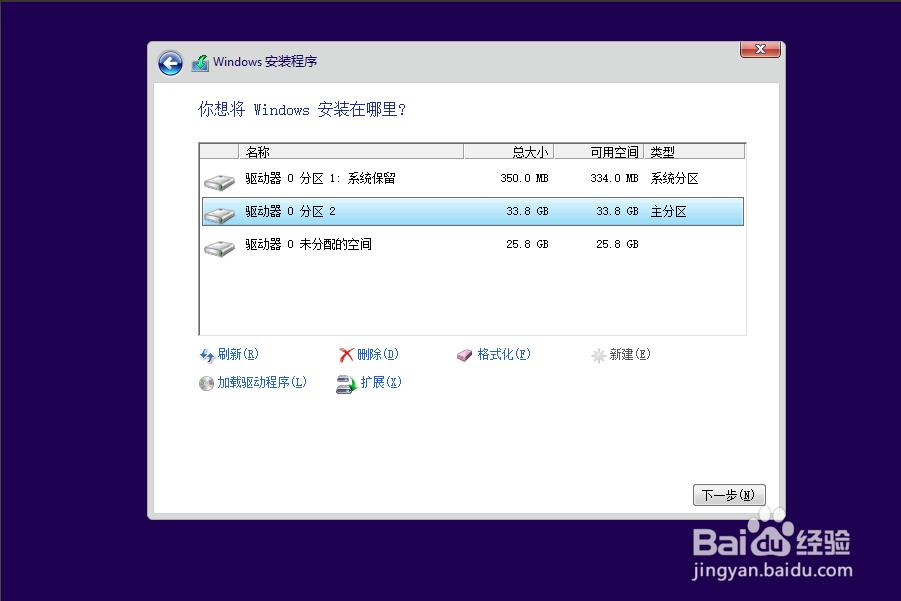 Windows 安装程序
你想将 Windows 安装在哪里?
名称 总大小 可用空间 类型
驱动器 0 分区 1: 系统保留 350.0 MB 334.0 MB 系统分区
驱动器 0 分区 2 33.8 GB 33.8 GB 主分区
驱动器 0 未分配的空间 25.8 GB 25.8 GB
刷新(R) 删除(D) 格式化(F) 新建(E)
加载驱动程序(L) 扩展(X)
下一步(N)
Baidu 经验
jingyan.baidu.com